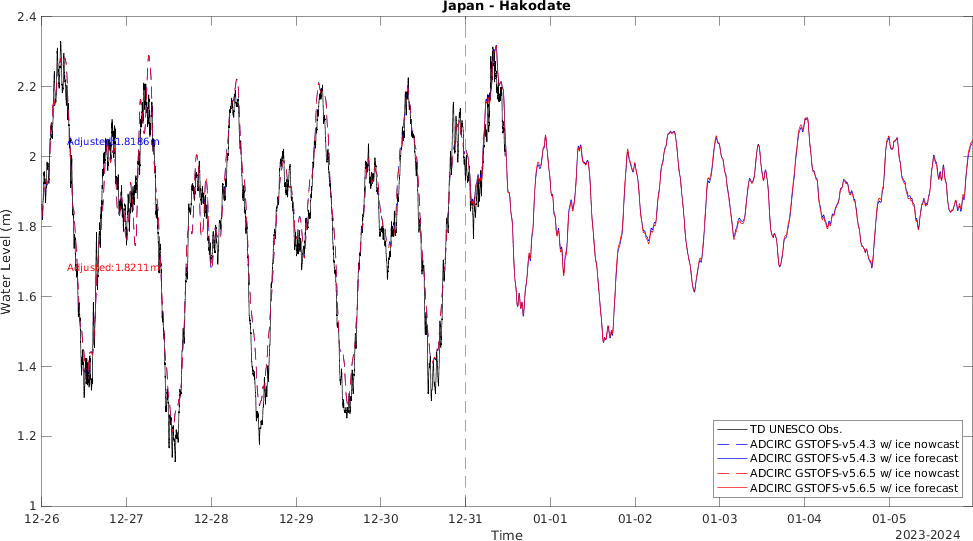 Japan - Hakodate
Water Level (m)
2.4
2.2
2
1.8
1.6
1.4
1.2
1
Adjusted:1.8186m
Adjusted:1.8211m
TD UNESCO Obs.
ADCIRC GSTOFS-v5.4.3 w/ ice nowcast
ADCIRC GSTOFS-v5.4.3 w/ ice forecast
ADCIRC GSTOFS-v5.6.5 w/ ice nowcast
ADCIRC GSTOFS-v5.6.5 w/ ice forecast
12-26 12-27 12-28 12-29 12-30 12-31 01-01 01-02 01-03 01-04 01-05
Time
2023-2024